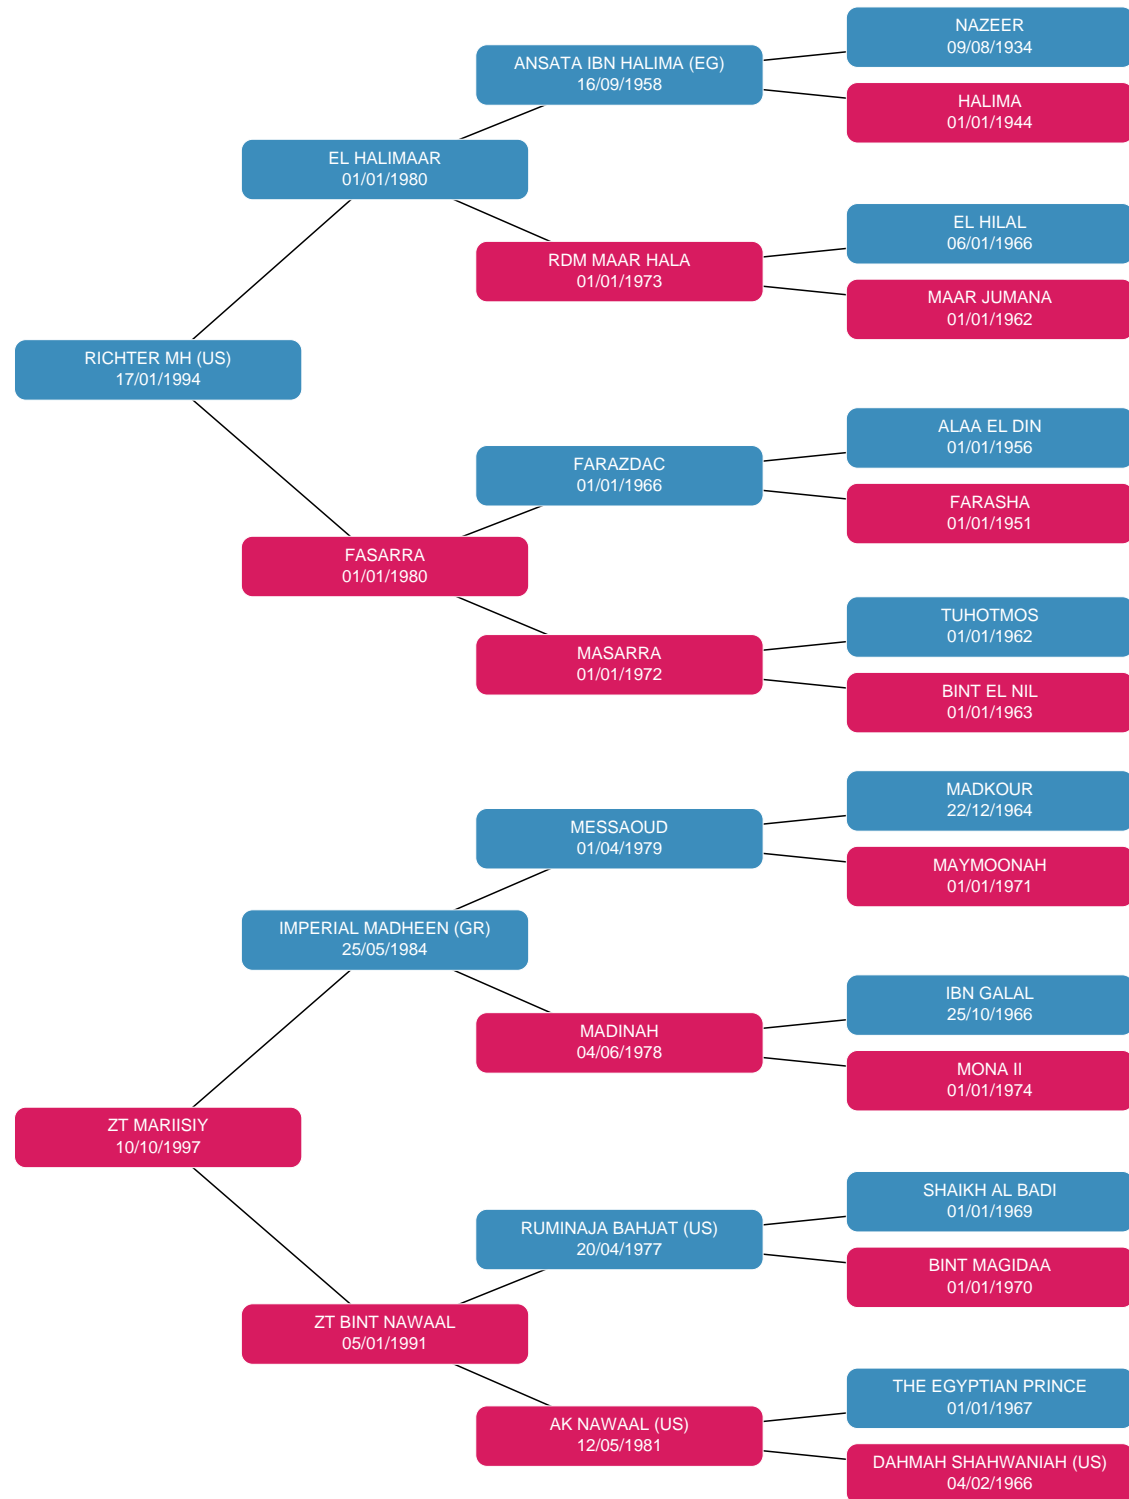 NAZEER
09/08/1934
ANSATA IBN HALIMA (EG)
16/09/1958
HALIMA
01/01/1944
EL HALIMAAR
01/01/1980
EL HILAL
06/01/1966
RDM MAAR HALA
01/01/1973
MAAR JUMANA
01/01/1962
RICHTER MH (US)
17/01/1994
ALAA EL DIN
01/01/1956
FARAZDAC
01/01/1966
FARASHA
01/01/1951
FASARRA
01/01/1980
TUHOTMOS
01/01/1962
MASARRA
01/01/1972
BINT EL NIL
01/01/1963
MADKOUR
22/12/1964
MESSAOUD
01/04/1979
MAYMOONAH
01/01/1971
IMPERIAL MADHEEN (GR)
25/05/1984
IBN GALAL
25/10/1966
MADINAH
04/06/1978
MONA II
01/01/1974
ZT MARIISIY
10/10/1997
SHAIKH AL BADI
01/01/1969
RUMINAJA BAHJAT (US)
20/04/1977
BINT MAGIDAA
01/01/1970
ZT BINT NAWAAL
05/01/1991
THE EGYPTIAN PRINCE
01/01/1967
AK NAWAAL (US)
12/05/1981
DAHMAH SHAHWANIAH (US)
04/02/1966